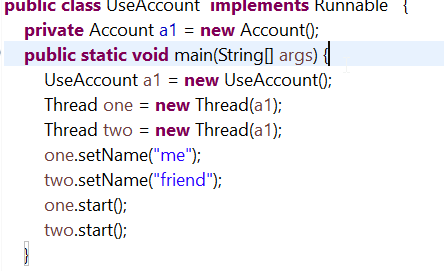 public class UseAccount implements Runnable {
private Account a1 = new Account();
public static void main(String[] args) {
UseAccount a1 = new UseAccount();
Thread one = new Thread(a1);
Thread two = new Thread(a1);
one.setName("me");
two.setName("friend");
one.start();
two.start();
}